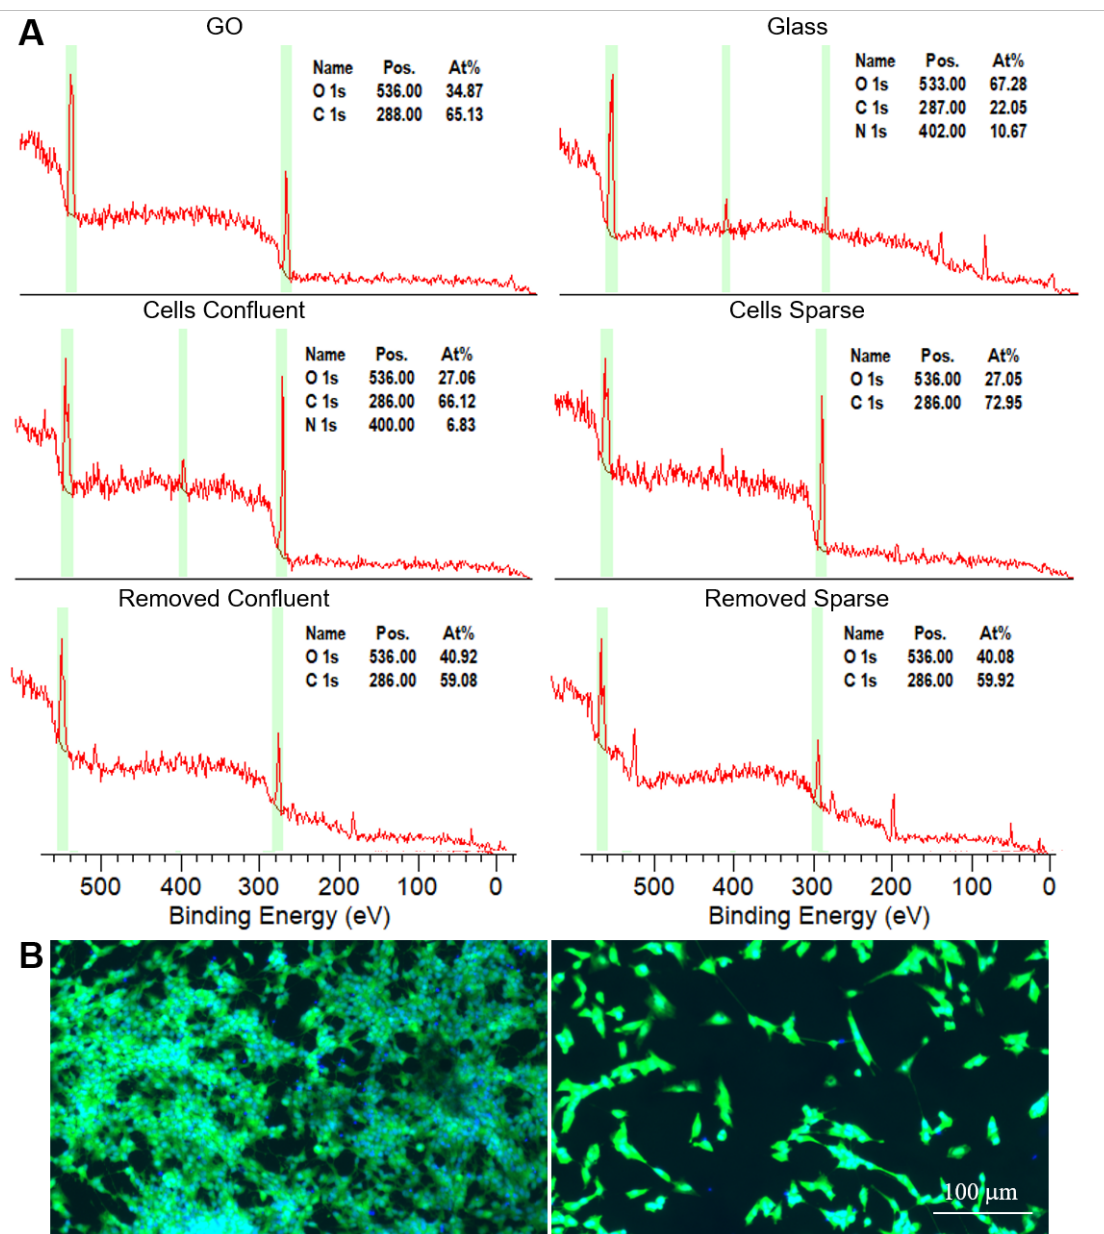 A
GO
Glass
Name Pos. At%
O 1s 536.00 34.87
C 1s 288.00 65.13
Name Pos. At%
O 1s 533.00 67.28
C 1s 287.00 22.05
N 1s 402.00 10.67
Cells Confluent
Cells Sparse
Name Pos. At%
O 1s 536.00 27.06
C 1s 286.00 66.12
N 1s 400.00 6.83
Name Pos. At%
O 1s 536.00 27.05
C 1s 286.00 72.95
Removed Confluent
Removed Sparse
Name Pos. At%
O 1s 536.00 40.92
C 1s 286.00 59.08
Name Pos. At%
O 1s 536.00 40.08
C 1s 286.00 59.92
500 400 300 200 100 0
500 400 300 200 100 0
Binding Energy (eV)
Binding Energy (eV)
B
100 µm